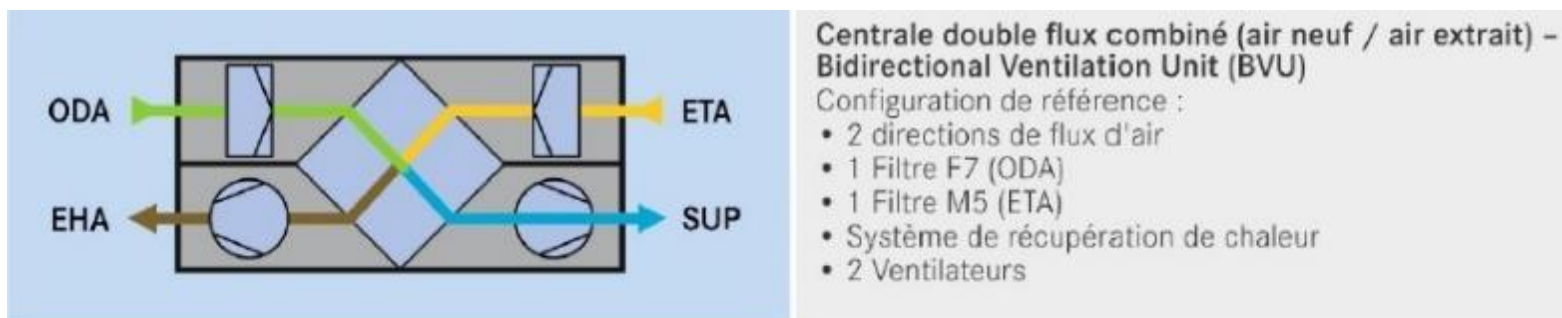 ODA
ETA
EHA
SUP
Centrale double flux combiné (air neuf / air extrait) –
Bidirectional Ventilation Unit (BVU)
Configuration de référence :
• 2 directions de flux d'air
• 1 Filtre F7 (ODA)
• 1 Filtre M5 (ETA)
• Système de récupération de chaleur
• 2 Ventilateurs